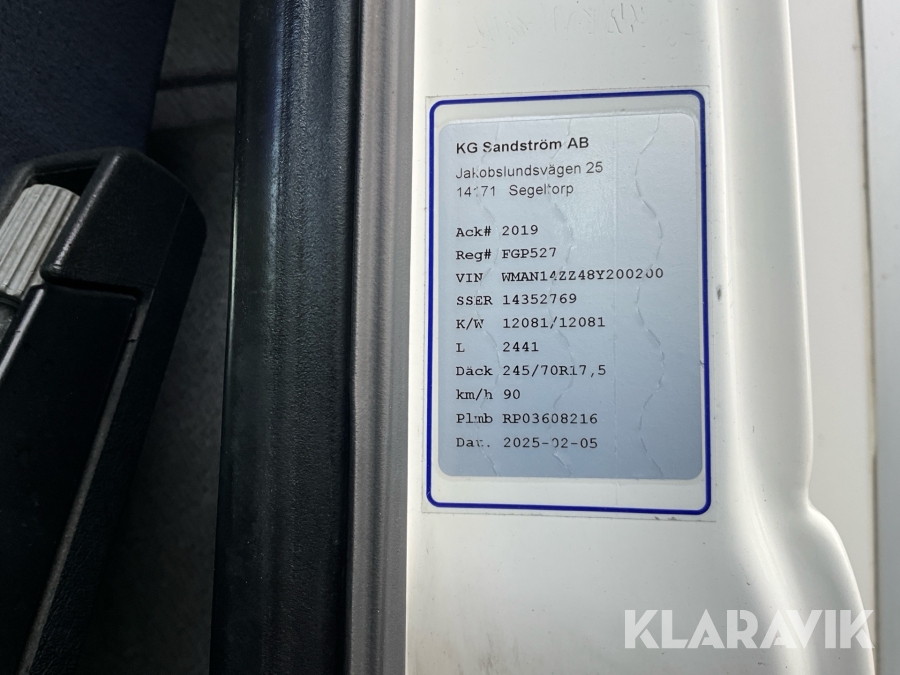 KG Sandström AB
Jakobslundsvägen 25
14171 Segeltorp
Ack# 2019
Reg# FGP527
VIN WMAN14ZZ48Y200200
SSER 14352769
K/W 12081/12081
L 2441
Däck 245/70R17,5
km/h 90
Plmb RP03608216
Dat. 2025-02-05
KLARAVIK